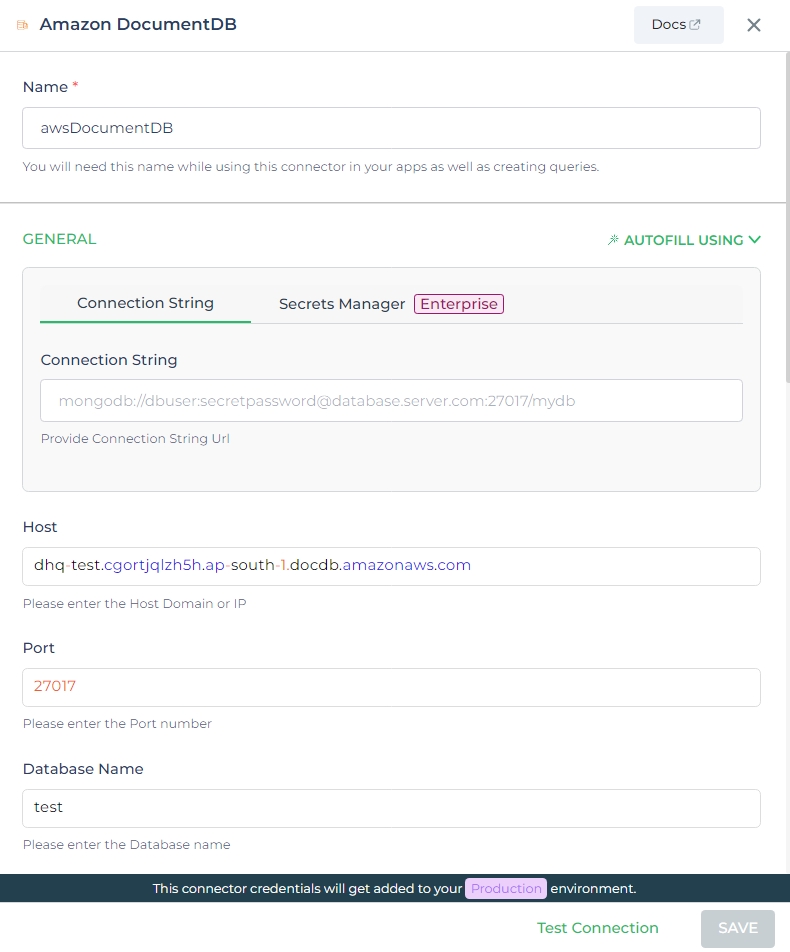 Amazon DocumentDB
Docs
Name *
awsDocumentDB
You will need this name while using this connector in your apps as well as creating queries.
GENERAL
AUTOFILL USING
Connection String
Secrets Manager Enterprise
Connection String
mongodb://dbuser:secretpassword@database.server.com:27017/mydb
Provide Connection String Url
Host
dhq-test.cgortjqlzh5h.ap-south-1.docdb.amazonaws.com
Please enter the Host Domain or IP
Port
27017
Please enter the Port number
Database Name
test
Please enter the Database name
This connector credentials will get added to your Production environment.
Test Connection
SAVE